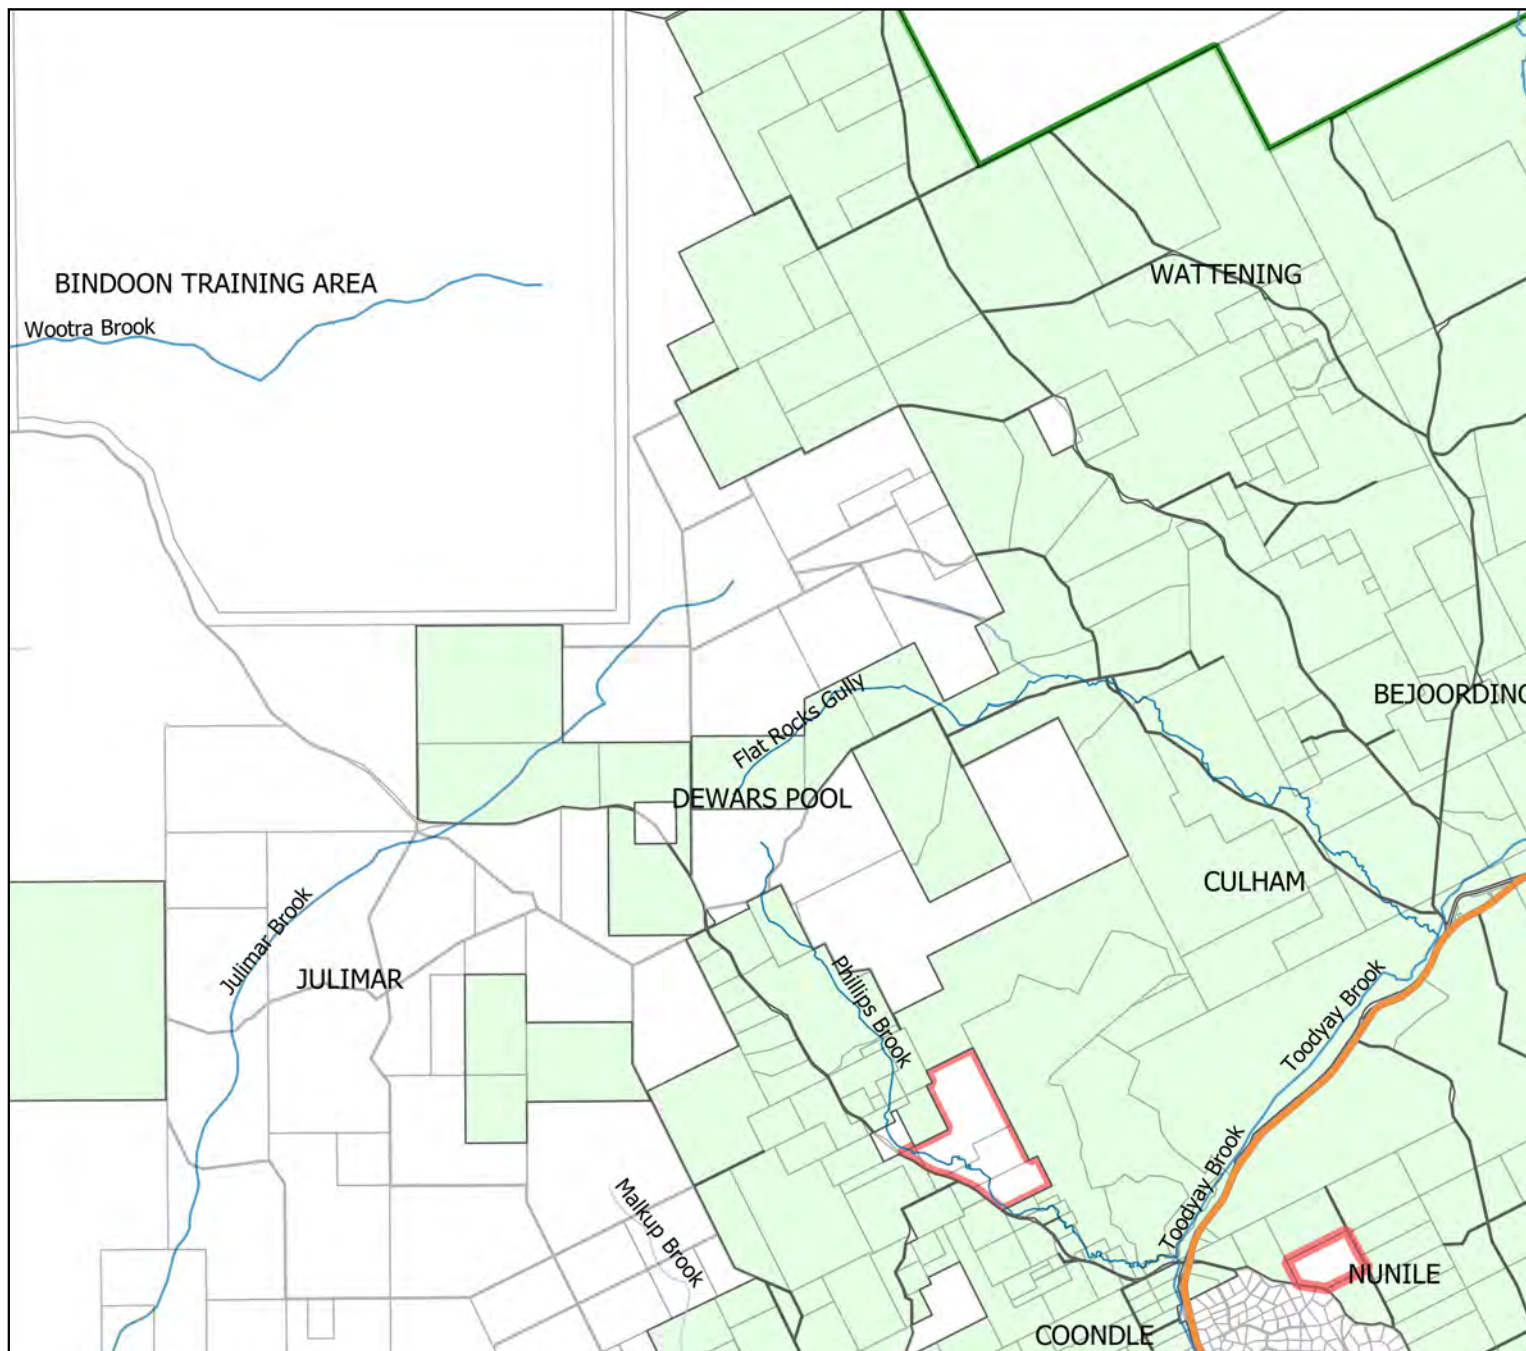 WATTENING
BINDOON TRAINING AREA
Wootra Brook
BEJOORDING
Flat Rocks Gully
DEWARS POOL
CULHAM
Julimar Brook
JULIMAR
Phillips Brook
Toodyay Brook
Toodyay Brook
Malkup Brook
NUNILE
COONDLE